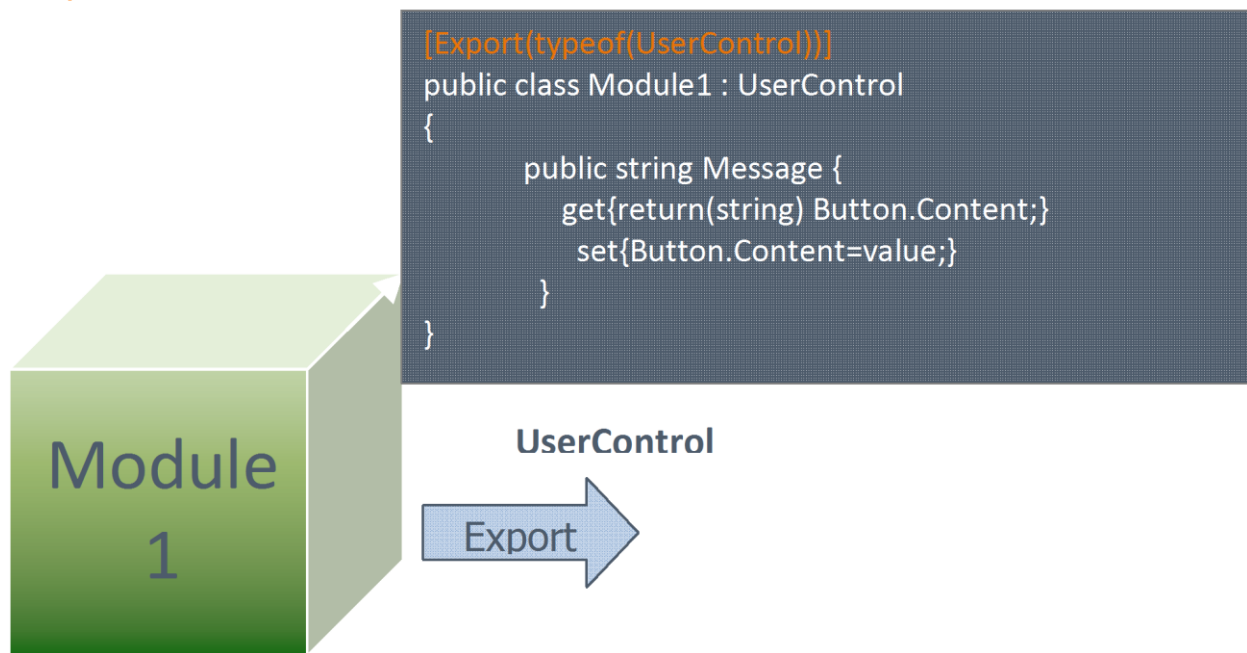 [Export(typeof(UserControl))]
public class Module1 : UserControl
{
public string Message {
get{return(string) Button.Content;}
set{Button.Content=value;}
}
}
UserControl
Module
1
Export